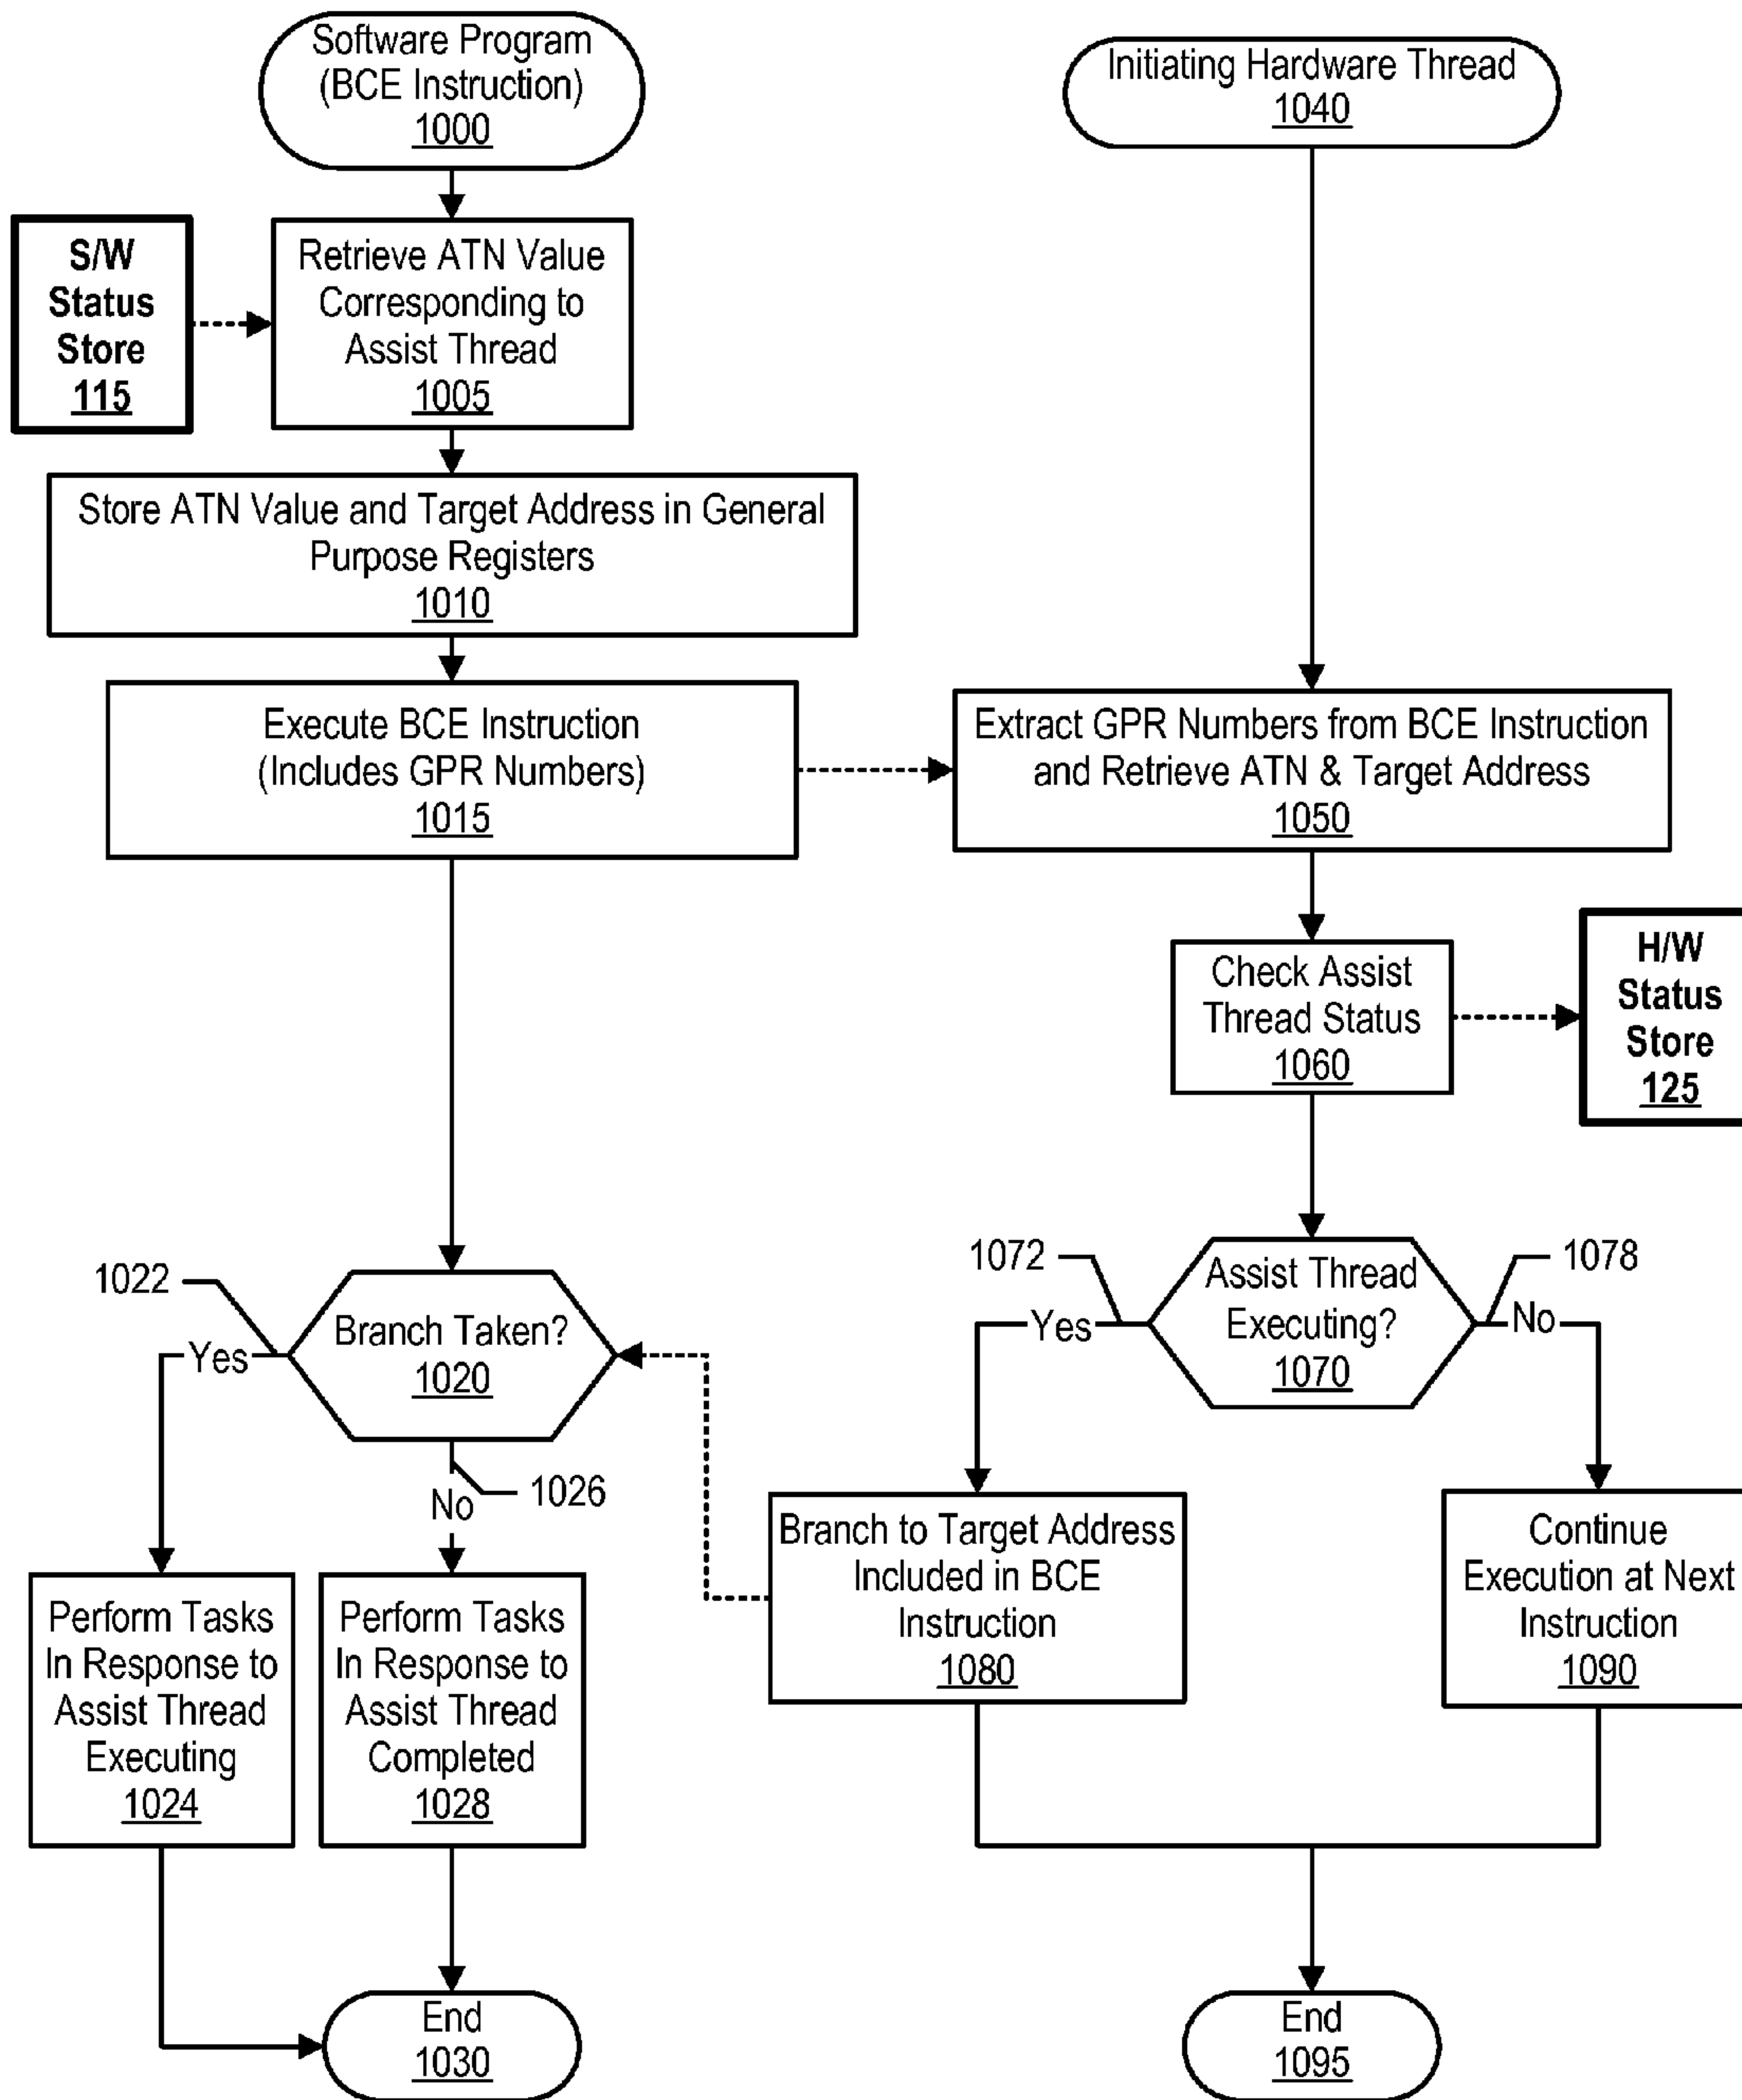 Software Program
(BCE Instruction)
1000
Initiating Hardware Thread
1040
S/W
Status
Store
115
Retrieve ATN Value
Corresponding to
Assist Thread
1005
Store ATN Value and Target Address in General
Purpose Registers
1010
Execute BCE Instruction
(Includes GPR Numbers)
1015
Extract GPR Numbers from BCE Instruction
and Retrieve ATN & Target Address
1050
Check Assist
Thread Status
1060
H/W
Status
Store
125
1072
Assist Thread
Executing?
1070
1078
Yes
No
1022
Branch Taken?
1020
Yes
No
1026
Branch to Target Address
Included in BCE
Instruction
1080
Continue
Execution at Next
Instruction
1090
Perform Tasks
In Response to
Assist Thread
Executing
1024
Perform Tasks
In Response to
Assist Thread
Completed
1028
End
1030
End
1095